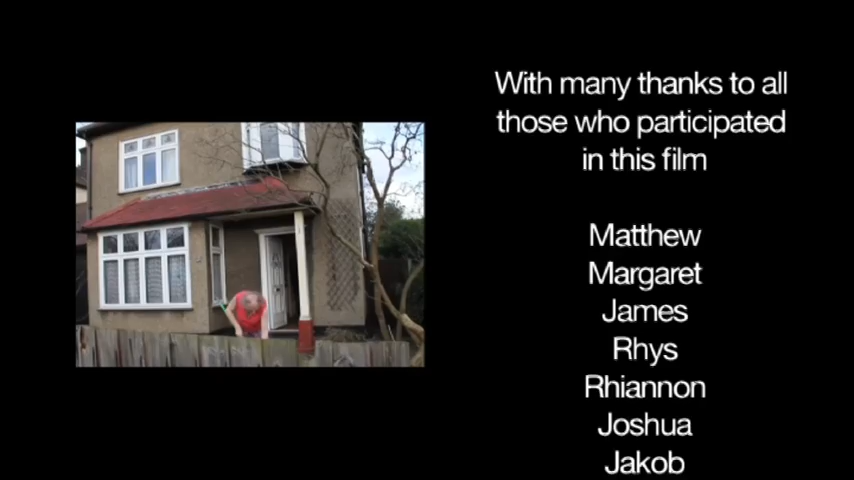 With many thanks to all
those who participated
in this film
Matthew
Margaret
James
Rhys
Rhiannon
Joshua
Jakob